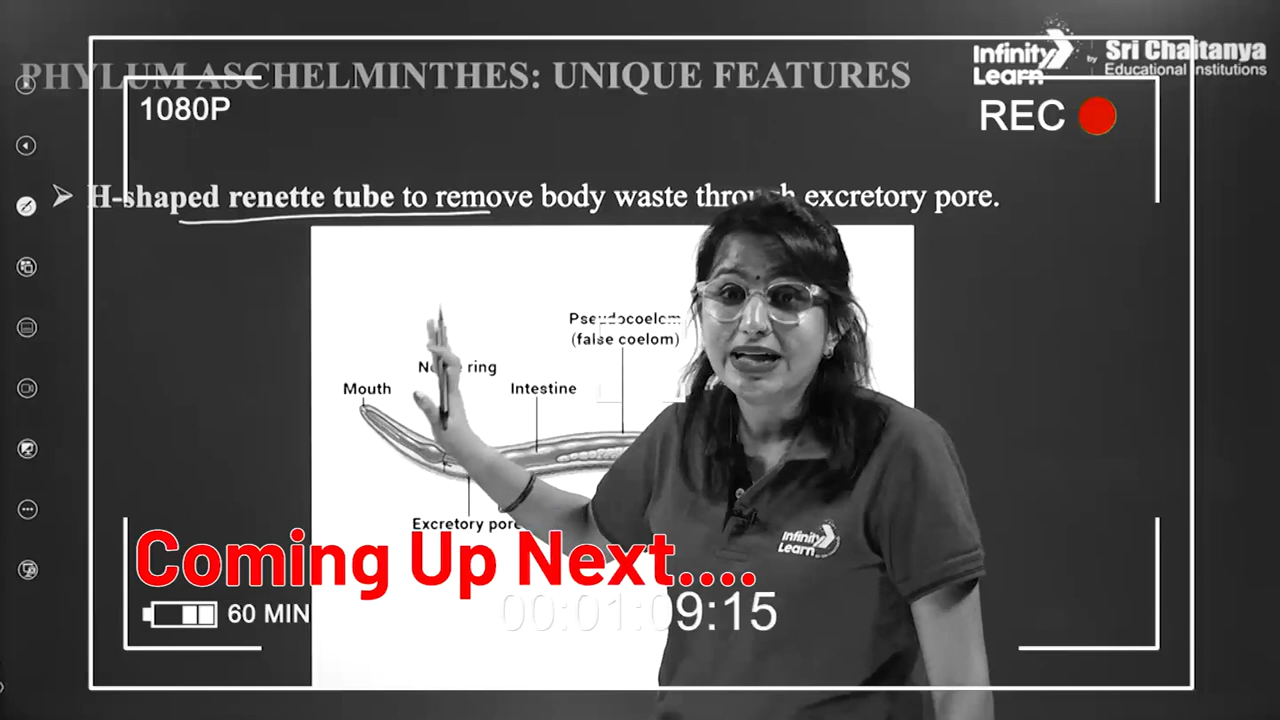 PHYLUM ASCHELMINTHES: UNIQUE FEATURES
Infinity Learn
by
Sri Chaitanya
Educational Institutions
1080P
REC
H-shaped renette tube to remove body waste through excretory pore.
Pseudocoelom
(false coelom)
Nerve ring
Mouth
Intestine
Excretory pore
Infinity
Learn
Coming Up Next....
60 MIN
00:01:09:15